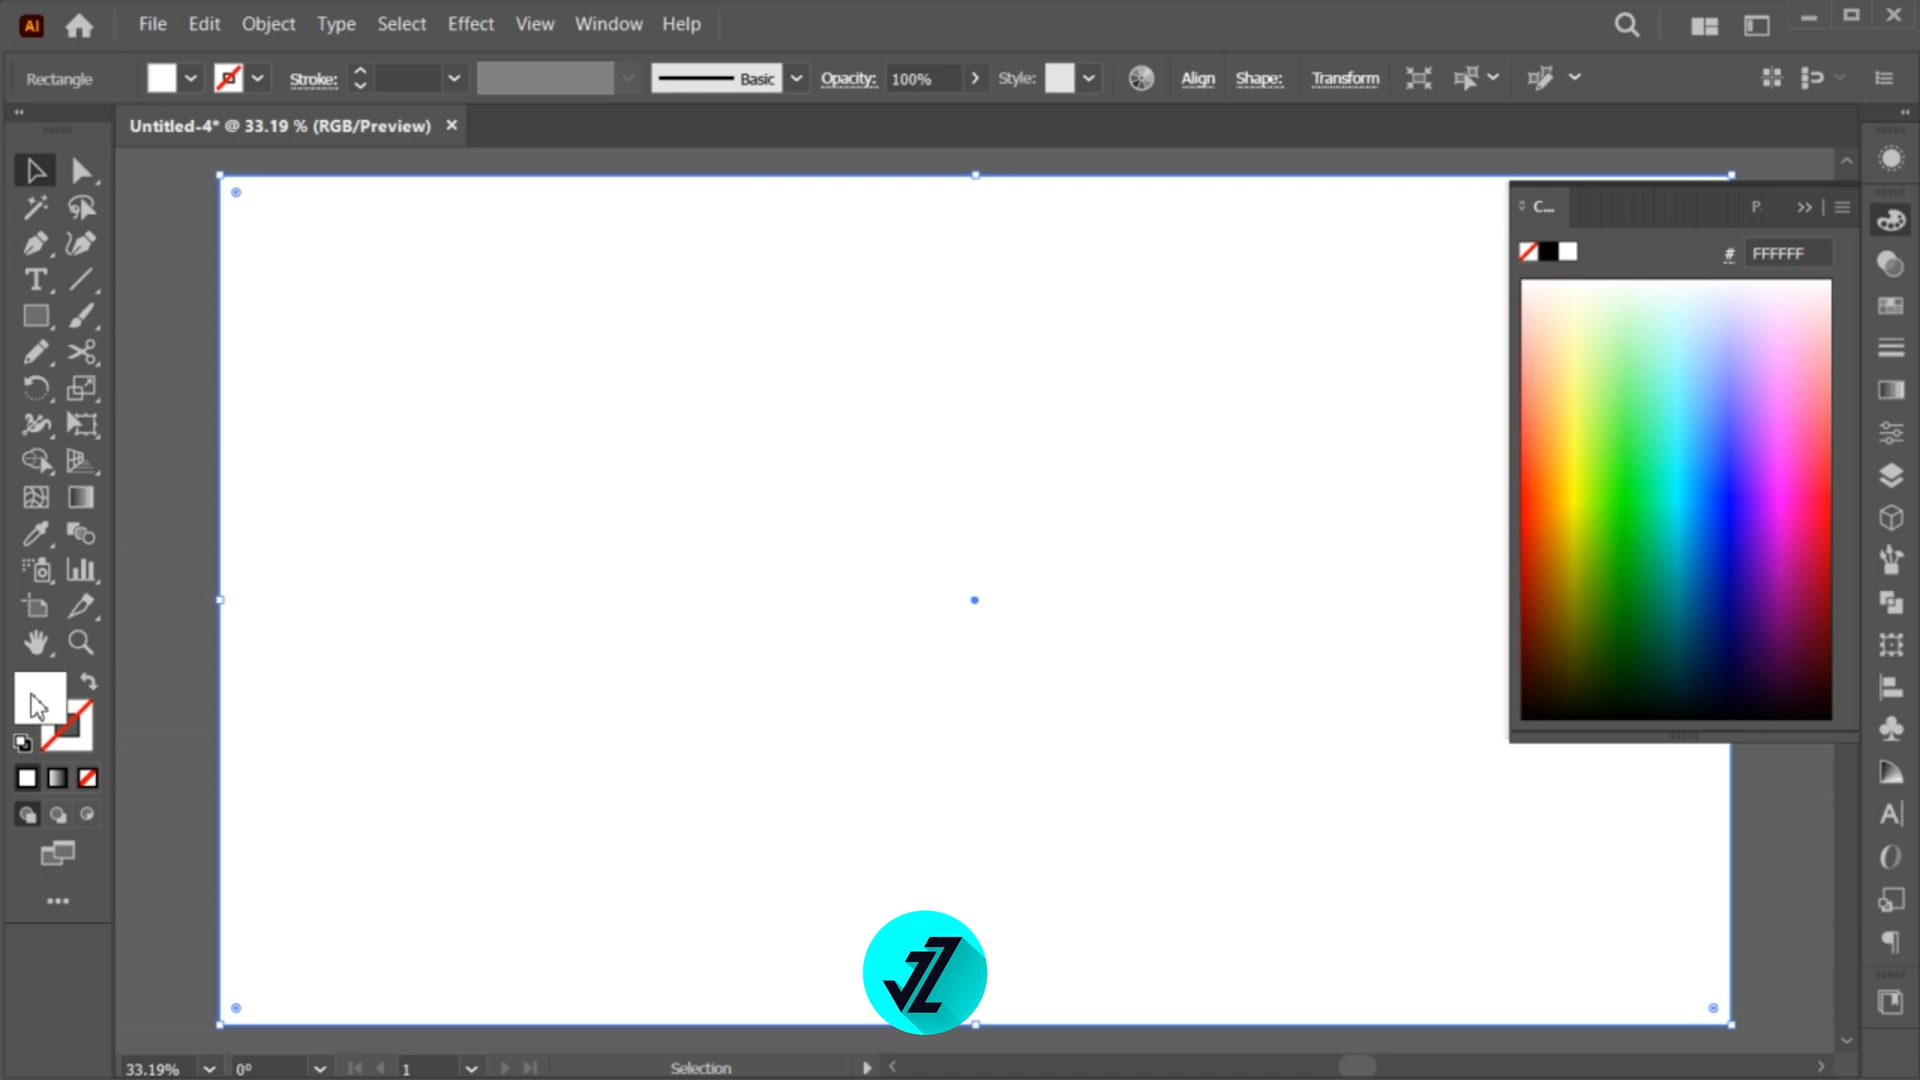 Ai File Edit Object Type Select Effect View Window Help
Rectangle Stroke: Basic Opacity: 100% Style: Align Shape: Transform
Untitled-4* @ 33.19 % (RGB/Preview) ×
C... P.
# FFFFFF
33.19% 0° 1 Selection